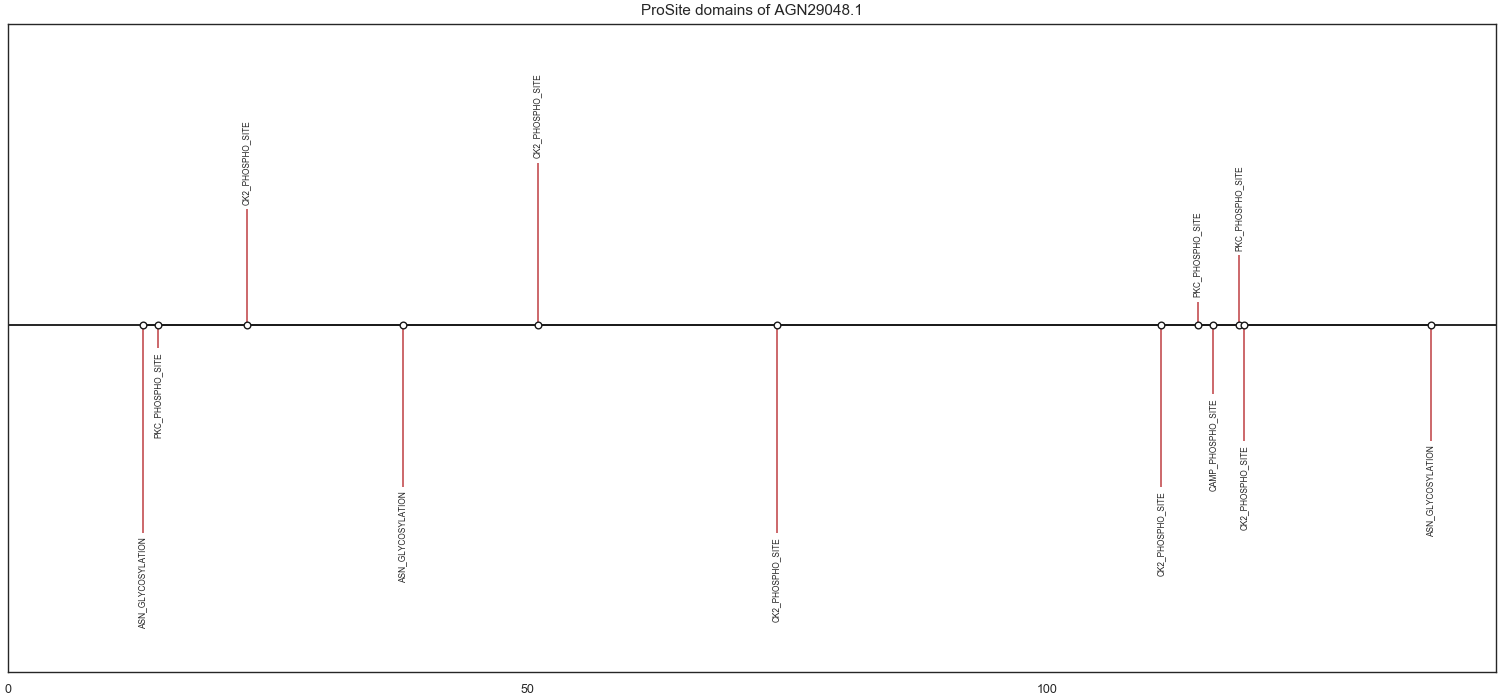 ProSite domains of AGN29048.1
ASN_GLYCOSYLATION
PKC_PHOSPHO_SITE
CK2_PHOSPHO_SITE
ASN_GLYCOSYLATION
CK2_PHOSPHO_SITE
CK2_PHOSPHO_SITE
CK2_PHOSPHO_SITE
PKC_PHOSPHO_SITE
CAMP_PHOSPHO_SITE
PKC_PHOSPHO_SITE
CK2_PHOSPHO_SITE
ASN_GLYCOSYLATION
0
50
100